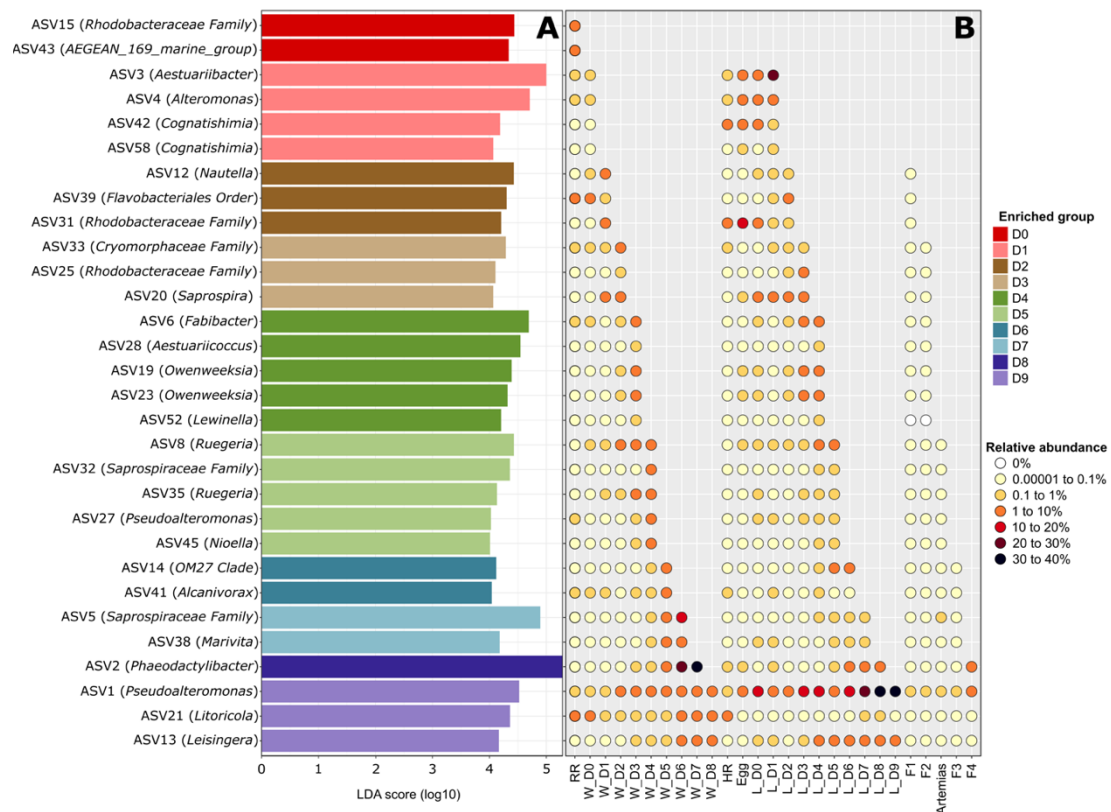 A
B
ASV15 (Rhodobacteraceae Family)
ASV43 (AEGEAN_169_marine_group)
ASV3 (Aestuariibacter)
ASV4 (Alteromonas)
ASV42 (Cognatishimia)
ASV58 (Cognatishimia)
ASV12 (Nautella)
ASV39 (Flavobacteriales Order)
ASV31 (Rhodobacteraceae Family)
ASV33 (Cryomorphaceae Family)
ASV25 (Rhodobacteraceae Family)
ASV20 (Saprospira)
ASV6 (Fabibacter)
ASV28 (Aestuariicoccus)
ASV19 (Owenweeksia)
ASV23 (Owenweeksia)
ASV52 (Lewinella)
ASV8 (Ruegeria)
ASV32 (Saprospiraceae Family)
ASV35 (Ruegeria)
ASV27 (Pseudoalteromonas)
ASV45 (Nioella)
ASV14 (OM27 Clade)
ASV41 (Alcanivorax)
ASV5 (Saprospiraceae Family)
ASV38 (Marivita)
ASV2 (Phaeodactylibacter)
ASV1 (Pseudoalteromonas)
ASV21 (Litoricola)
ASV13 (Leisingera)
0 1 2 3 4 5
LDA score (log10)
RR W_D0 W_D1 W_D2 W_D3 W_D4 W_D5 W_D6 W_D7 W_D8 HR Egg L_D0 L_D1 L_D2 L_D3 L_D4 L_D5 L_D6 L_D7 L_D8 L_D9 F1 F2 Artemias F3 F4
Enriched group
D0
D1
D2
D3
D4
D5
D6
D7
D8
D9
Relative abundance
0%
0.00001 to 0.1%
0.1 to 1%
1 to 10%
10 to 20%
20 to 30%
30 to 40%